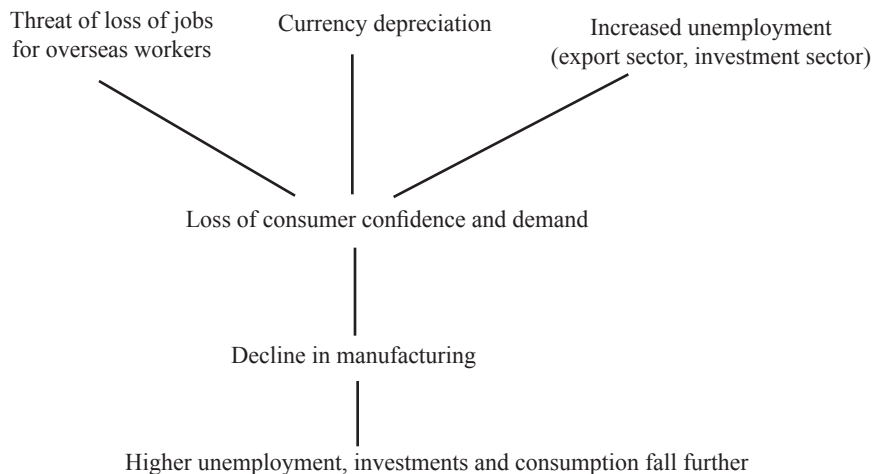 Threat of loss of jobs
for overseas workers
Currency depreciation
Increased unemployment
(export sector, investment sector)
Loss of consumer confidence and demand
Decline in manufacturing
Higher unemployment, investments and consumption fall further